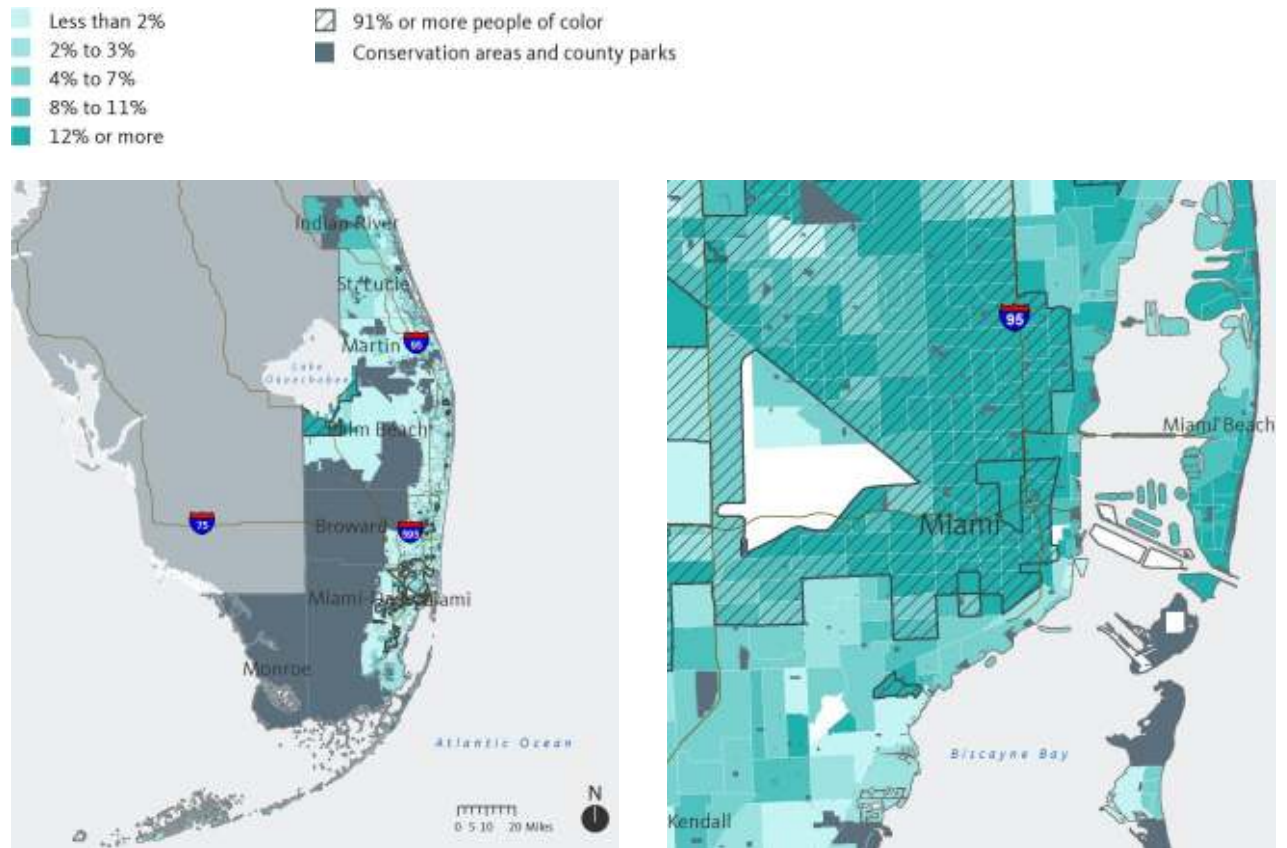 Less than 2%
2% to 3%
4% to 7%
8% to 11%
12% or more
91% or more people of color
Conservation areas and county parks
Indian River
St. Lucie
Martin
95
Lake
Okeechobee
Palm Beach
75
Broward
595
Miami-Dade Miami
Monroe
Atlantic Ocean
N
0 5 10 20 Miles
95
Miami Beach
Miami
Biscayne Bay
Kendall